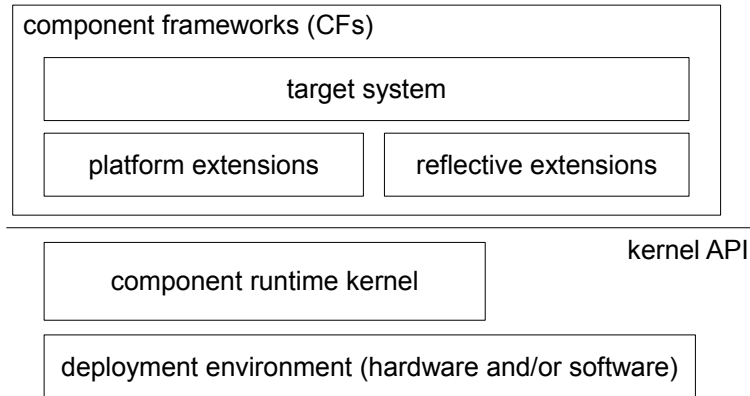 component frameworks (CFs)
target system
platform extensions
reflective extensions
kernel API
component runtime kernel
deployment environment (hardware and/or software)